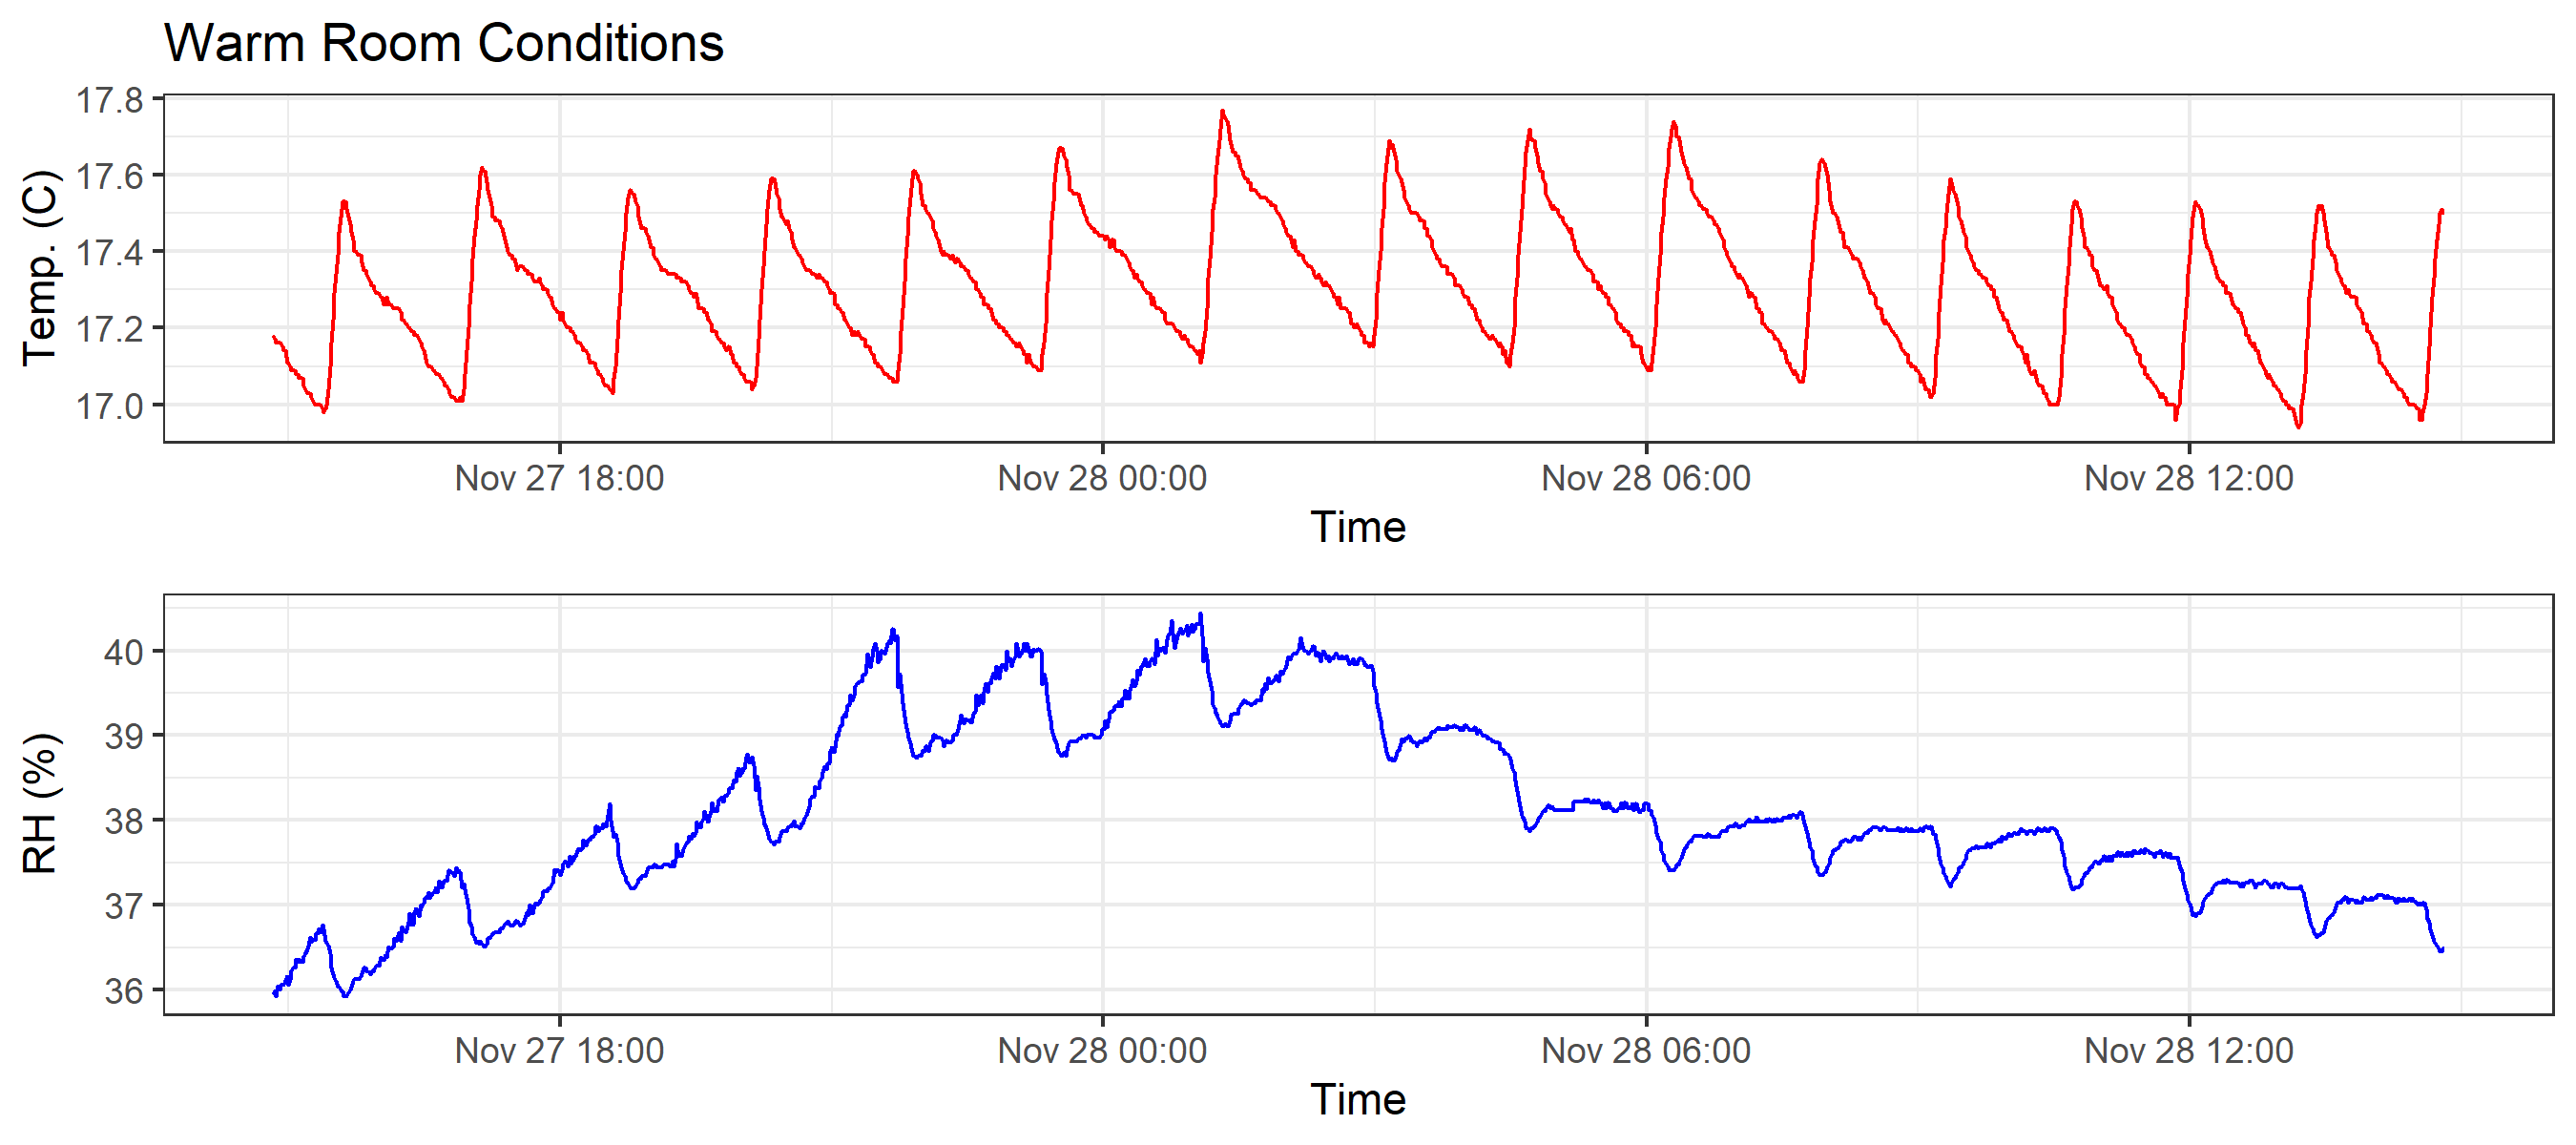 Warm Room Conditions
17.8
17.6
17.4
17.2
17.0
Temp. (C)
Nov 27 18:00 Nov 28 00:00 Nov 28 06:00 Nov 28 12:00
Time
40
39
38
37
36
RH (%)
Nov 27 18:00 Nov 28 00:00 Nov 28 06:00 Nov 28 12:00
Time